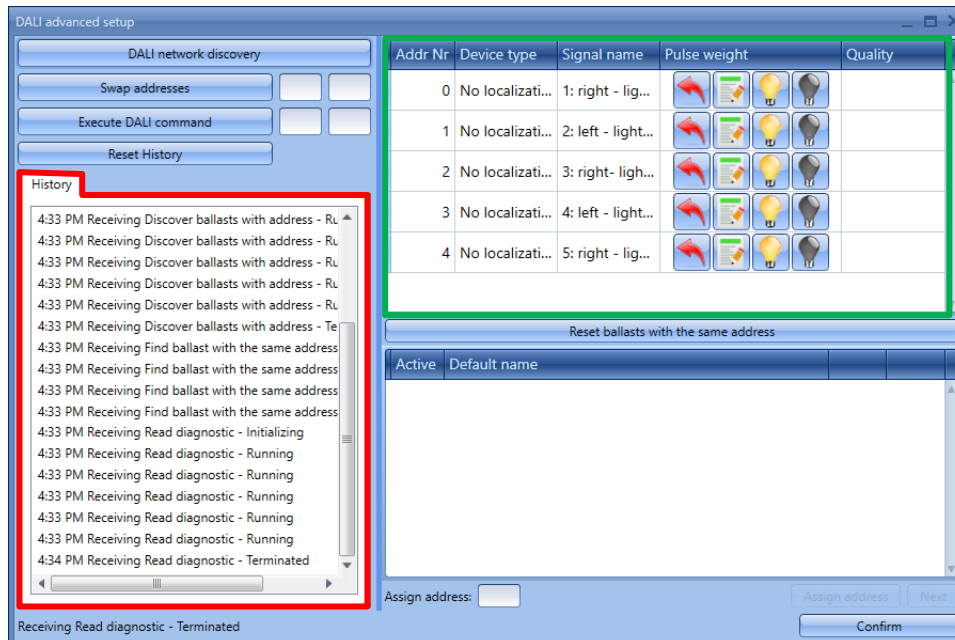 DALI advanced setup
DALI network discovery
Swap addresses
Execute DALI command
Reset History
History
4:33 PM Receiving Discover ballasts with address - Ru
4:33 PM Receiving Discover ballasts with address - Ru
4:33 PM Receiving Discover ballasts with address - Ru
4:33 PM Receiving Discover ballasts with address - Ru
4:33 PM Receiving Discover ballasts with address - Ru
4:33 PM Receiving Discover ballasts with address - Te
4:33 PM Receiving Find ballast with the same address
4:33 PM Receiving Find ballast with the same address
4:33 PM Receiving Find ballast with the same address
4:33 PM Receiving Find ballast with the same address
4:33 PM Receiving Read diagnostic - Initializing
4:33 PM Receiving Read diagnostic - Running
4:33 PM Receiving Read diagnostic - Running
4:33 PM Receiving Read diagnostic - Running
4:33 PM Receiving Read diagnostic - Running
4:33 PM Receiving Read diagnostic - Running
4:34 PM Receiving Read diagnostic - Terminated
Addr Nr Device type Signal name Pulse weight Quality
0 No localizati... 1: right - lig...
1 No localizati... 2: left - light...
2 No localizati... 3: right- ligh...
3 No localizati... 4: left - light...
4 No localizati... 5: right - lig...
Reset ballasts with the same address
Active Default name
Assign address:
Assign address Next
Receiving Read diagnostic - Terminated
Confirm